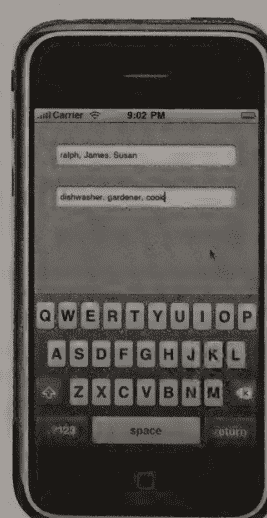 Carrier 9:02 PM
ralph, James, Susan
dishwasher, gardener, cook
Q W E R T Y U I O P
A S D F G H J K L
Z X C V B N M
?123 space return